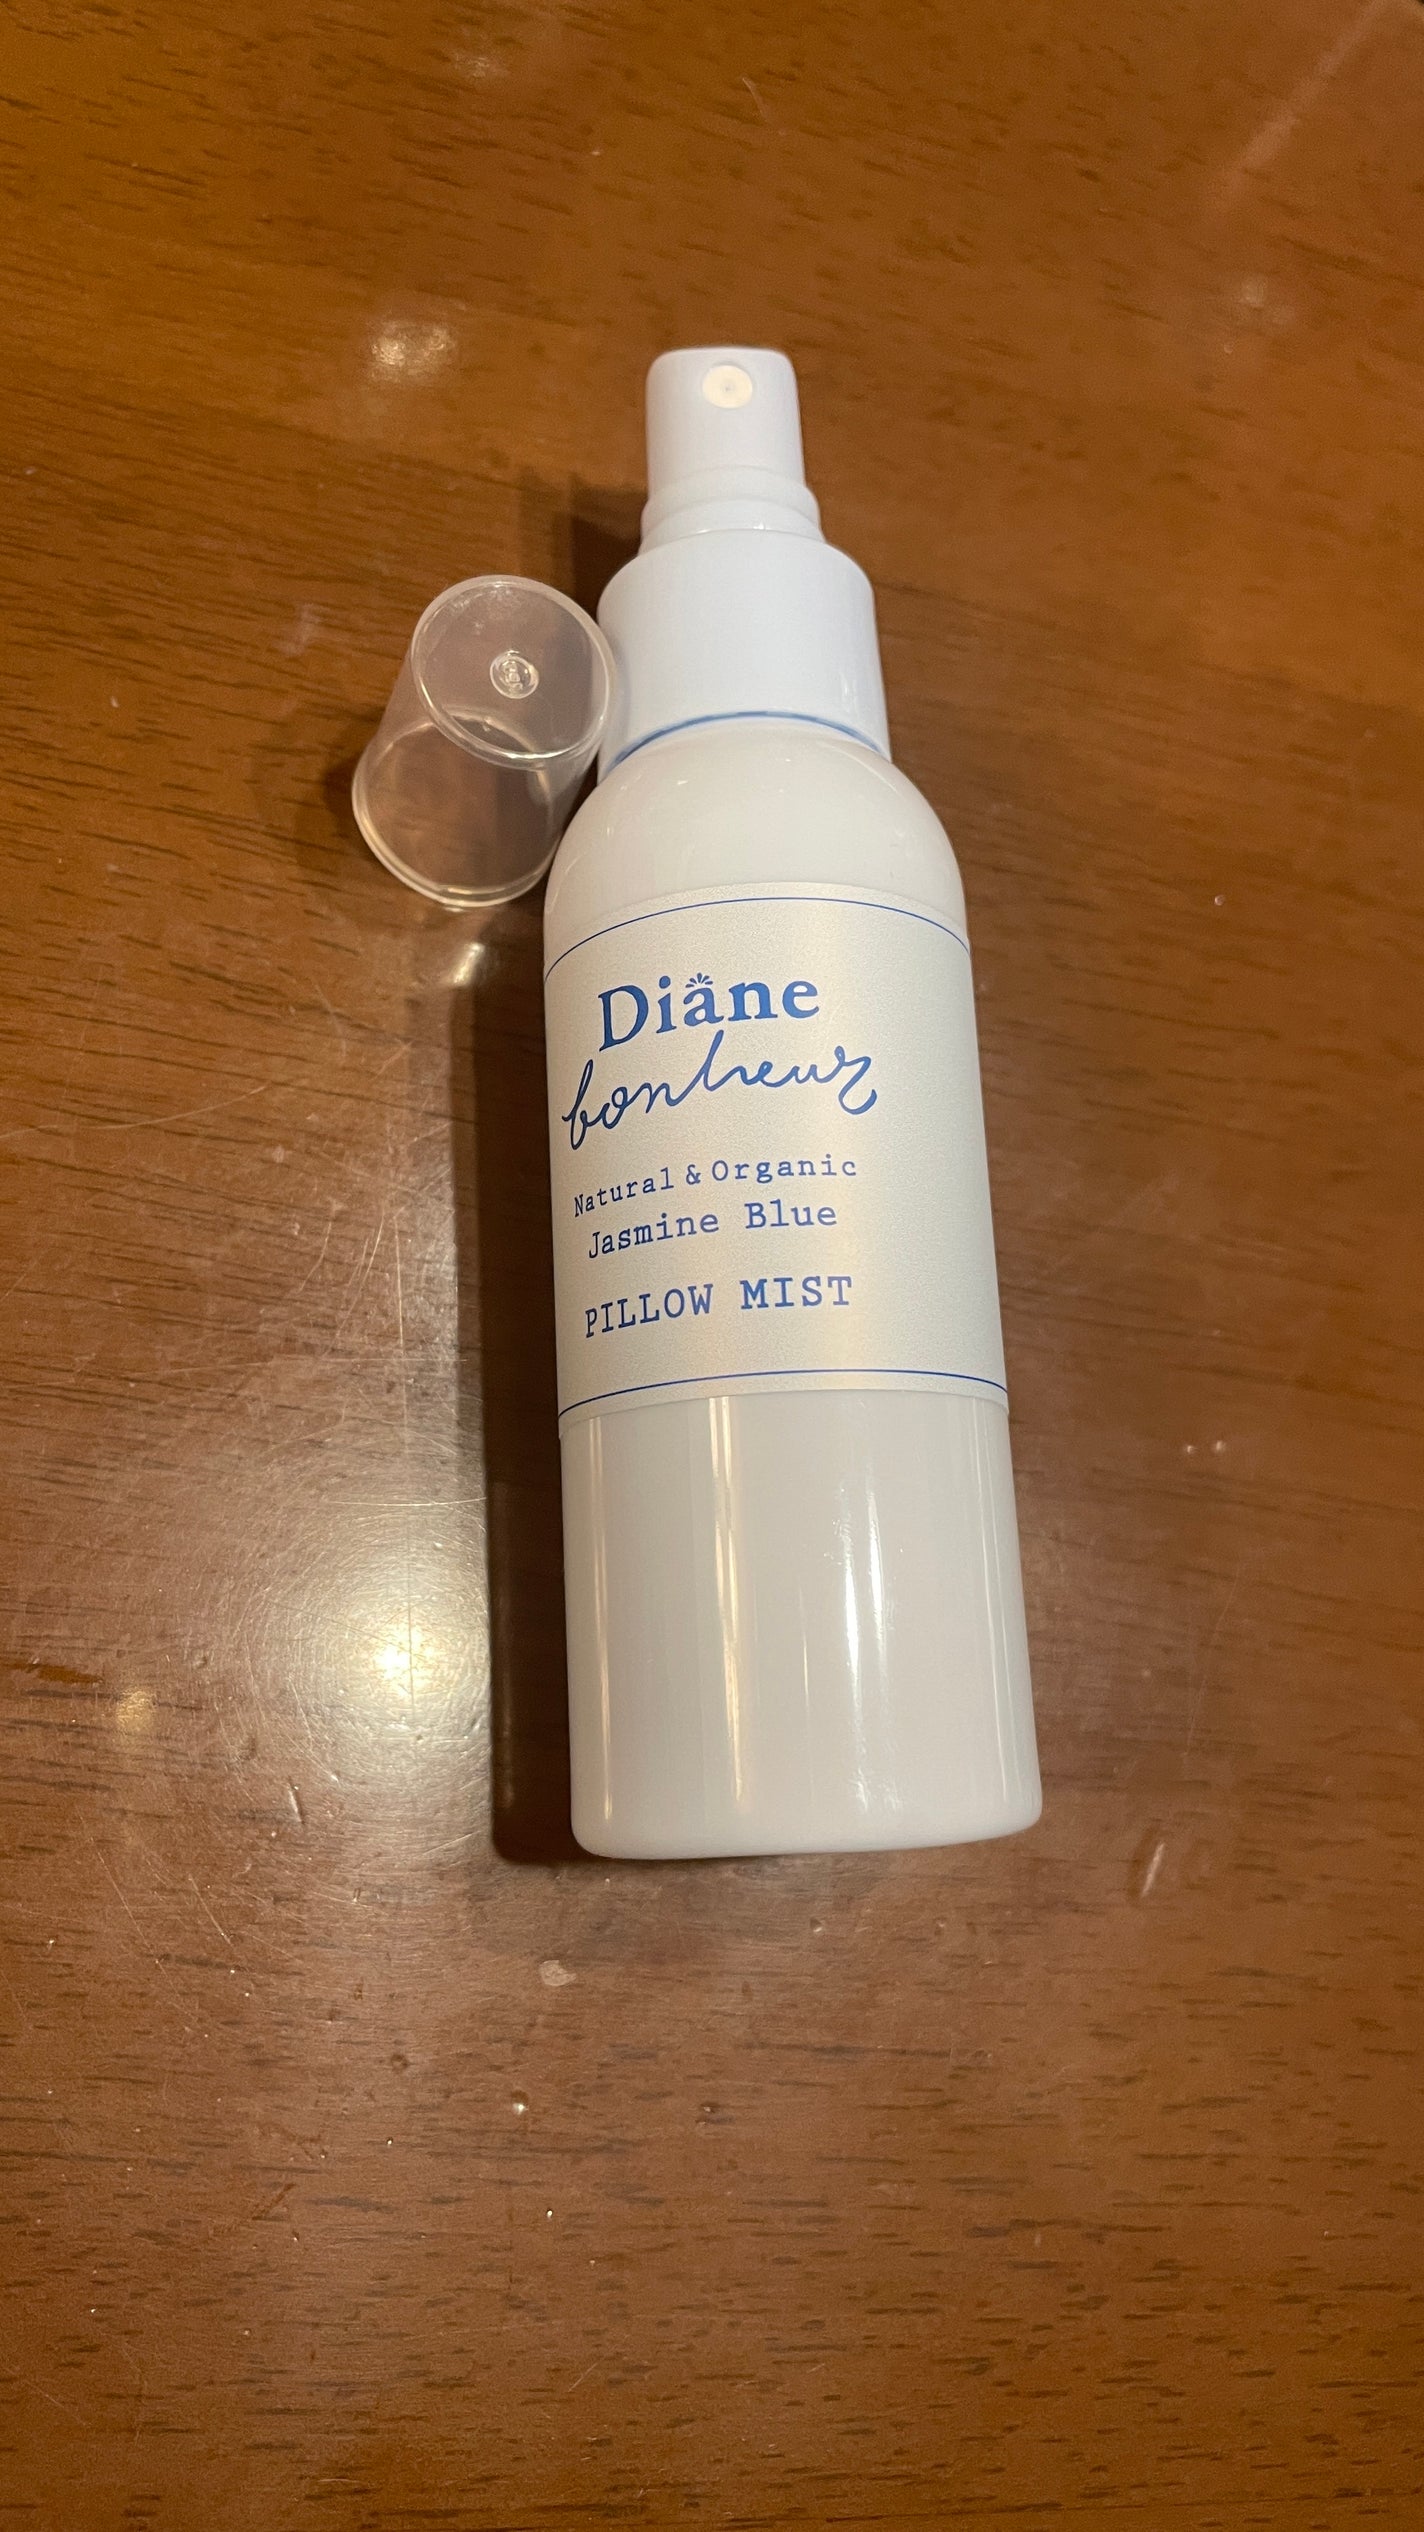 Diane
bonheur
Natural & Organic
Jasmine Blue
PILLOW MIST